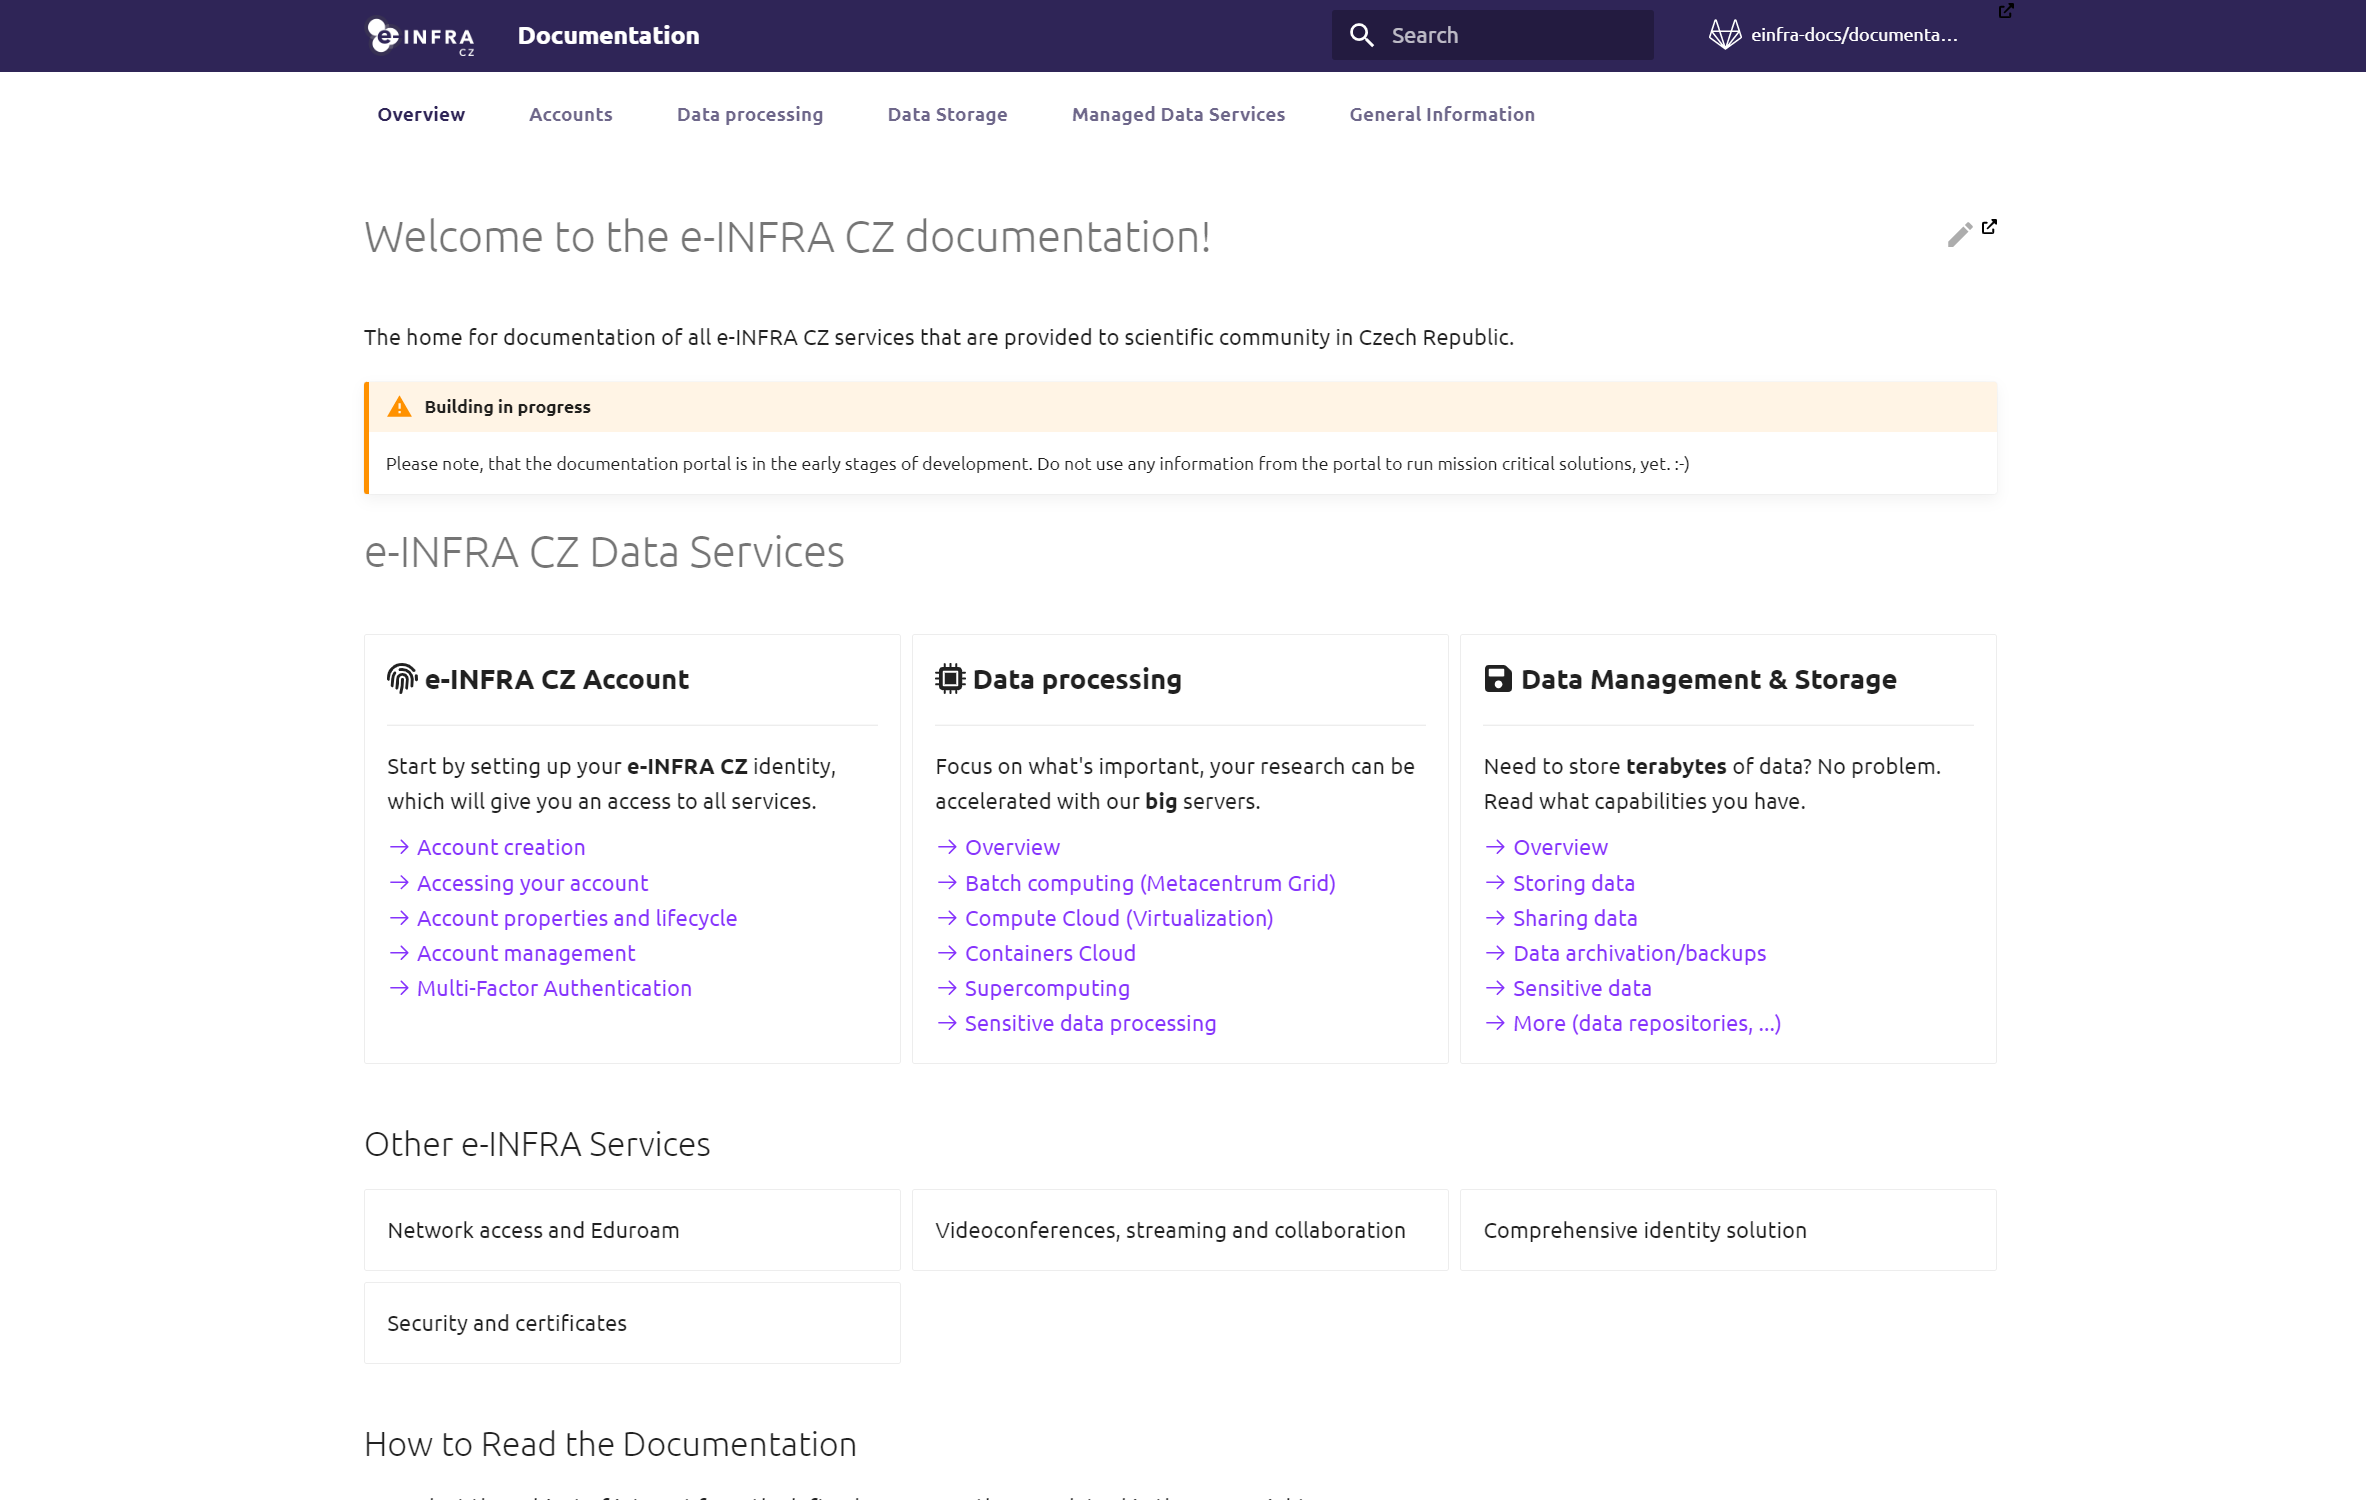 e-INFRA CZ
Documentation
Search
einfra-docs/documenta...
Overview
Accounts
Data processing
Data Storage
Managed Data Services
General Information
Welcome to the e-INFRA CZ documentation!
The home for documentation of all e-INFRA CZ services that are provided to scientific community in Czech Republic.
Building in progress
Please note, that the documentation portal is in the early stages of development. Do not use any information from the portal to run mission critical solutions, yet. :-)
e-INFRA CZ Data Services
e-INFRA CZ Account
Start by setting up your e-INFRA CZ identity,
which will give you an access to all services.
→ Account creation
→ Accessing your account
→ Account properties and lifecycle
→ Account management
→ Multi-Factor Authentication
Data processing
Focus on what's important, your research can be
accelerated with our big servers.
→ Overview
→ Batch computing (Metacentrum Grid)
→ Compute Cloud (Virtualization)
→ Containers Cloud
→ Supercomputing
→ Sensitive data processing
Data Management & Storage
Need to store terabytes of data? No problem.
Read what capabilities you have.
→ Overview
→ Storing data
→ Sharing data
→ Data archivation/backups
→ Sensitive data
→ More (data repositories, ...)
Other e-INFRA Services
Network access and Eduroam
Videoconferences, streaming and collaboration
Comprehensive identity solution
Security and certificates
How to Read the Documentation